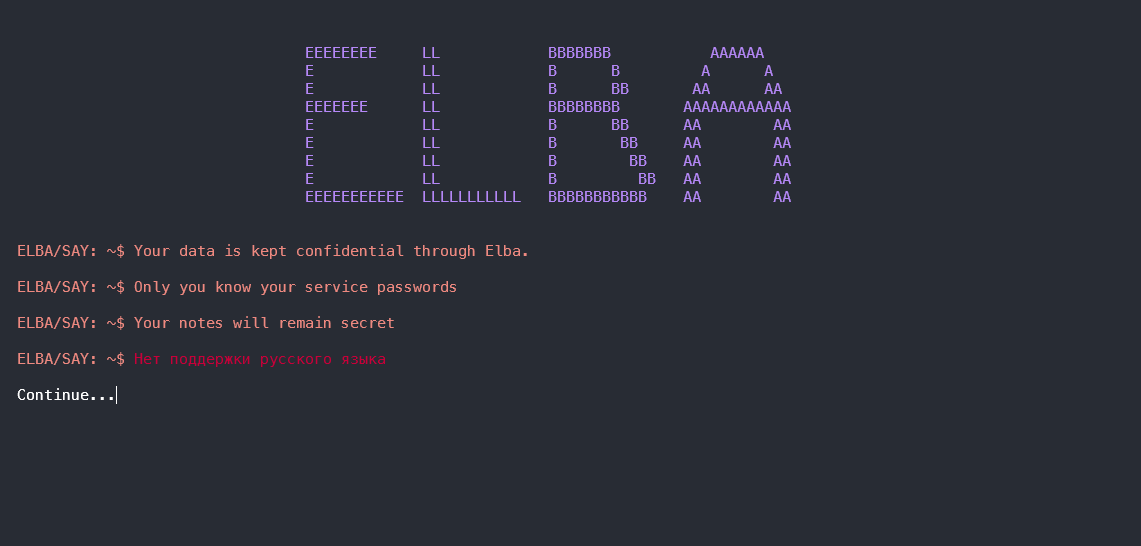 EEEEEEEE     LL            BBBBBBB           AAAAAA
E            LL            B      B         A      A
E            LL            B      BB       AA      AA
EEEEEEE      LL            BBBBBBBB       AAAAAAAAAAAA
E            LL            B      BB      AA        AA
E            LL            B       BB     AA        AA
E            LL            B        BB    AA        AA
E            LL            B         BB   AA        AA
EEEEEEEEEEE  LLLLLLLLLLL   BBBBBBBBBBB    AA        AA
ELBA/SAY: ~$ Your data is kept confidential through Elba.
ELBA/SAY: ~$ Only you know your service passwords
ELBA/SAY: ~$ Your notes will remain secret
ELBA/SAY: ~$ Нет поддержки русского языка
Continue...